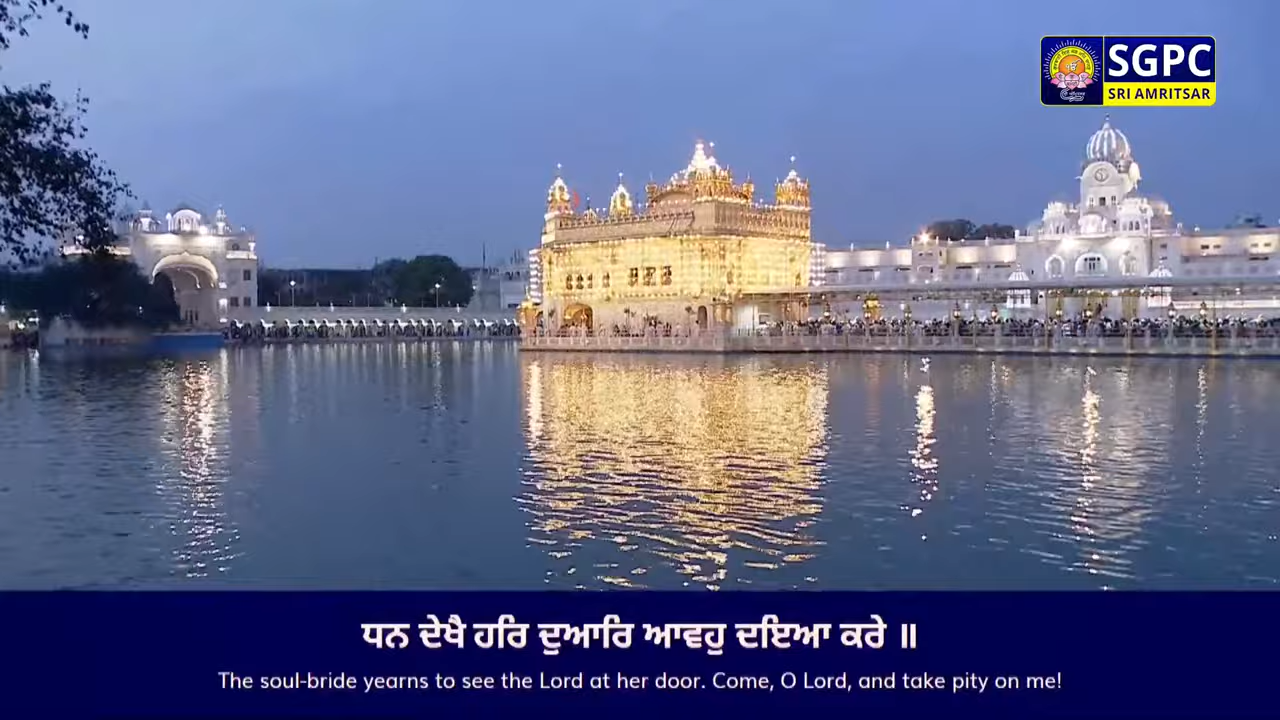 SGPC
SRI AMRITSAR
ਧਨ ਦੇਖੈ ਹਰਿ ਦੁਆਰਿ ਆਵਹੁ ਦਇਆ ਕਰੇ ॥
The soul-bride yearns to see the Lord at her door. Come, O Lord, and take pity on me!